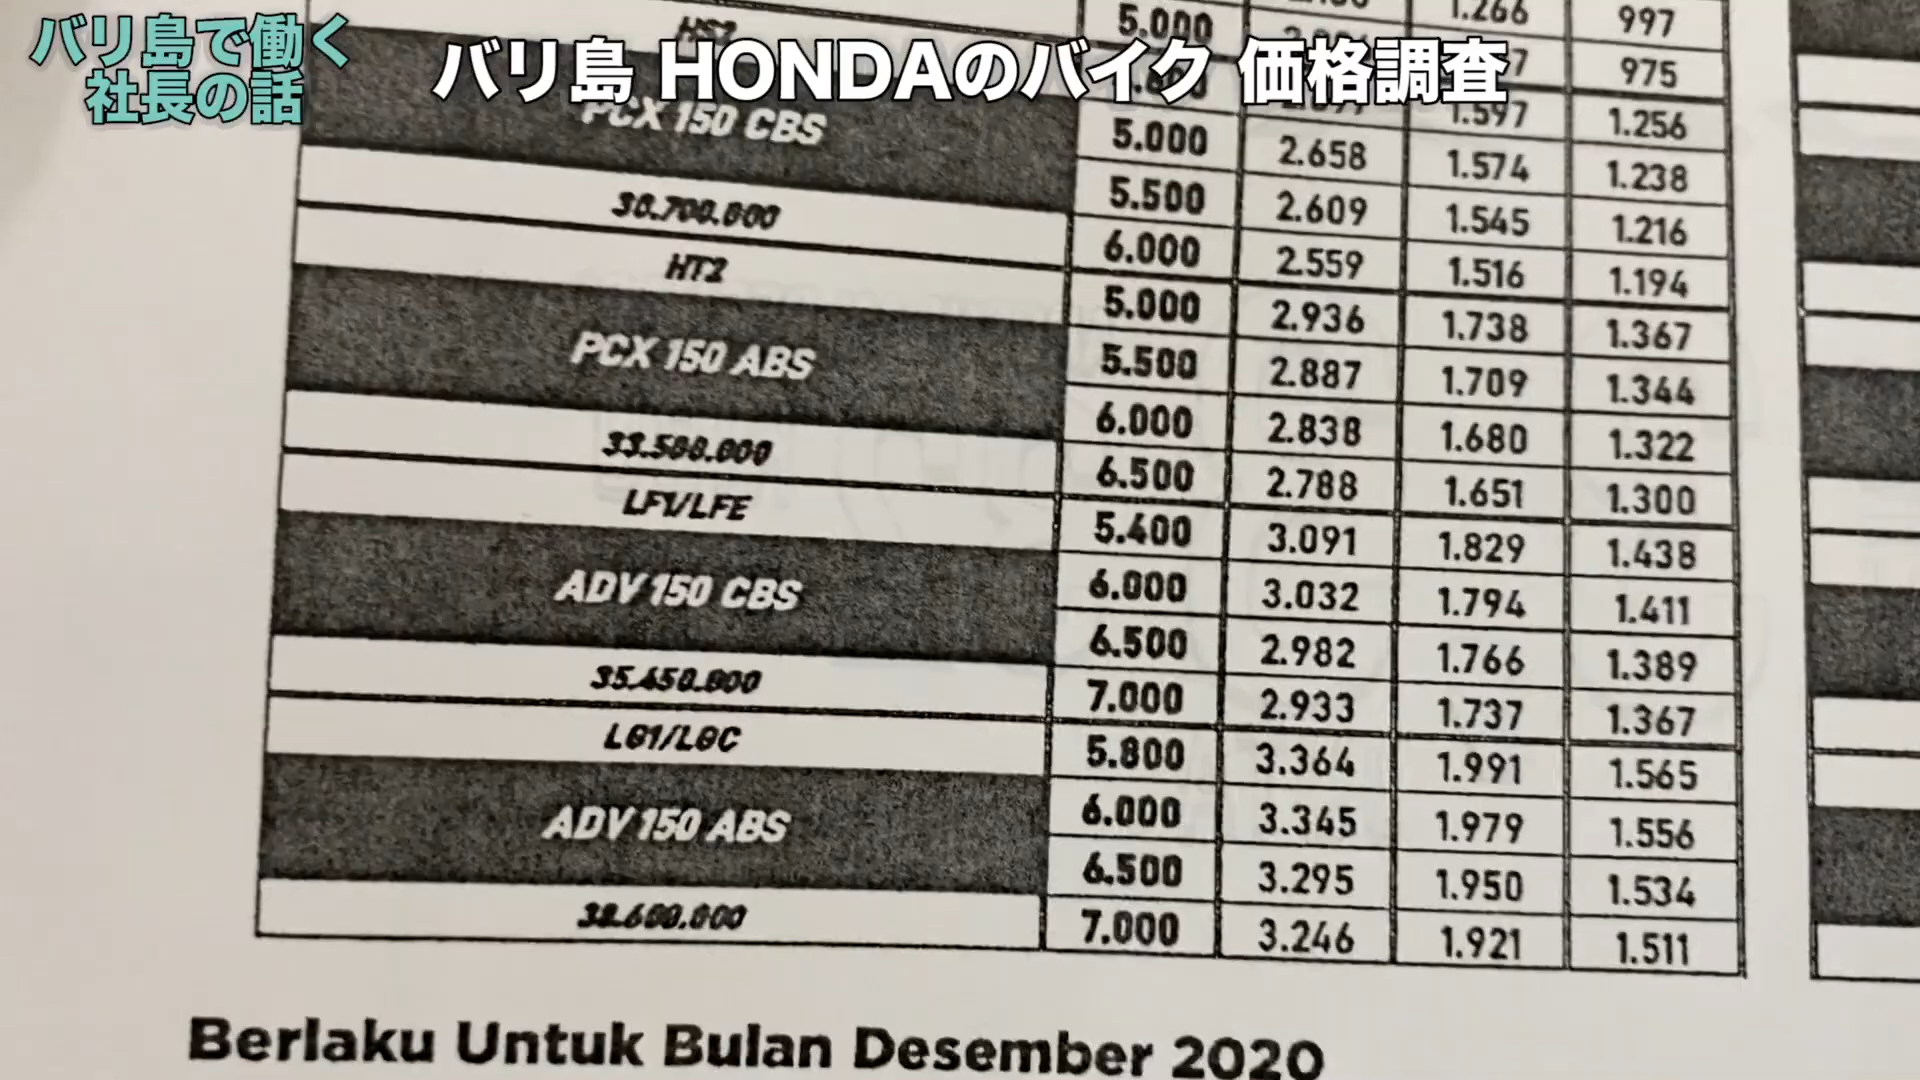 バリ島で働く
社長の話
バリ島 HONDAのバイク 価格調査
5.000 1.266 997
975
1.597 1.256
PCX 150 CBS
5.000 2.658 1.574 1.238
5.500 2.609 1.545 1.216
30.700.000
6.000 2.559 1.516 1.194
HT2
5.000 2.936 1.738 1.367
PCX 150 ABS
5.500 2.887 1.709 1.344
6.000 2.838 1.680 1.322
33.500.000
6.500 2.788 1.651 1.300
LF1/LFE
5.400 3.091 1.829 1.438
ADV 150 CBS
6.000 3.032 1.794 1.411
6.500 2.982 1.766 1.389
35.450.000
7.000 2.933 1.737 1.367
LG1/LGC
5.800 3.364 1.991 1.565
ADV 150 ABS
6.000 3.345 1.979 1.556
6.500 3.295 1.950 1.534
38.600.000
7.000 3.246 1.921 1.511
Berlaku Untuk Bulan Desember 2020